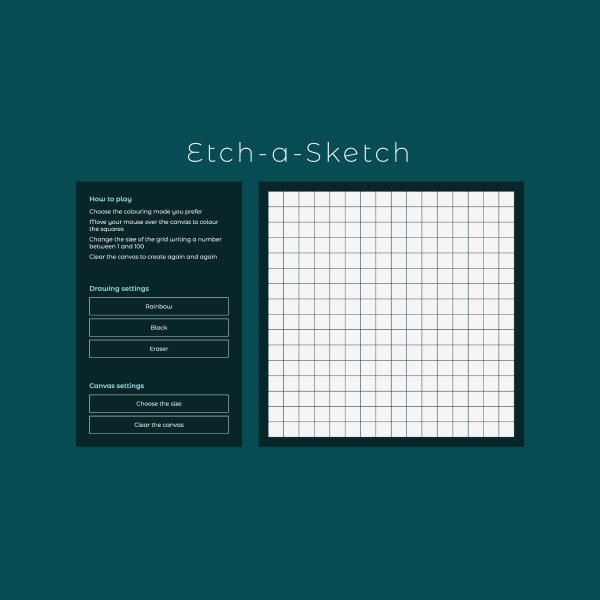 Etch-a-Sketch
How to play
Choose the colouring mode you prefer
Move your mouse over the canvas to colour
the squares
Change the size of the grid writing a number
between 1 and 100
Clear the canvas to create again and again
Drawing settings
Rainbow
Black
Eraser
Canvas settings
Choose the size
Clear the canvas